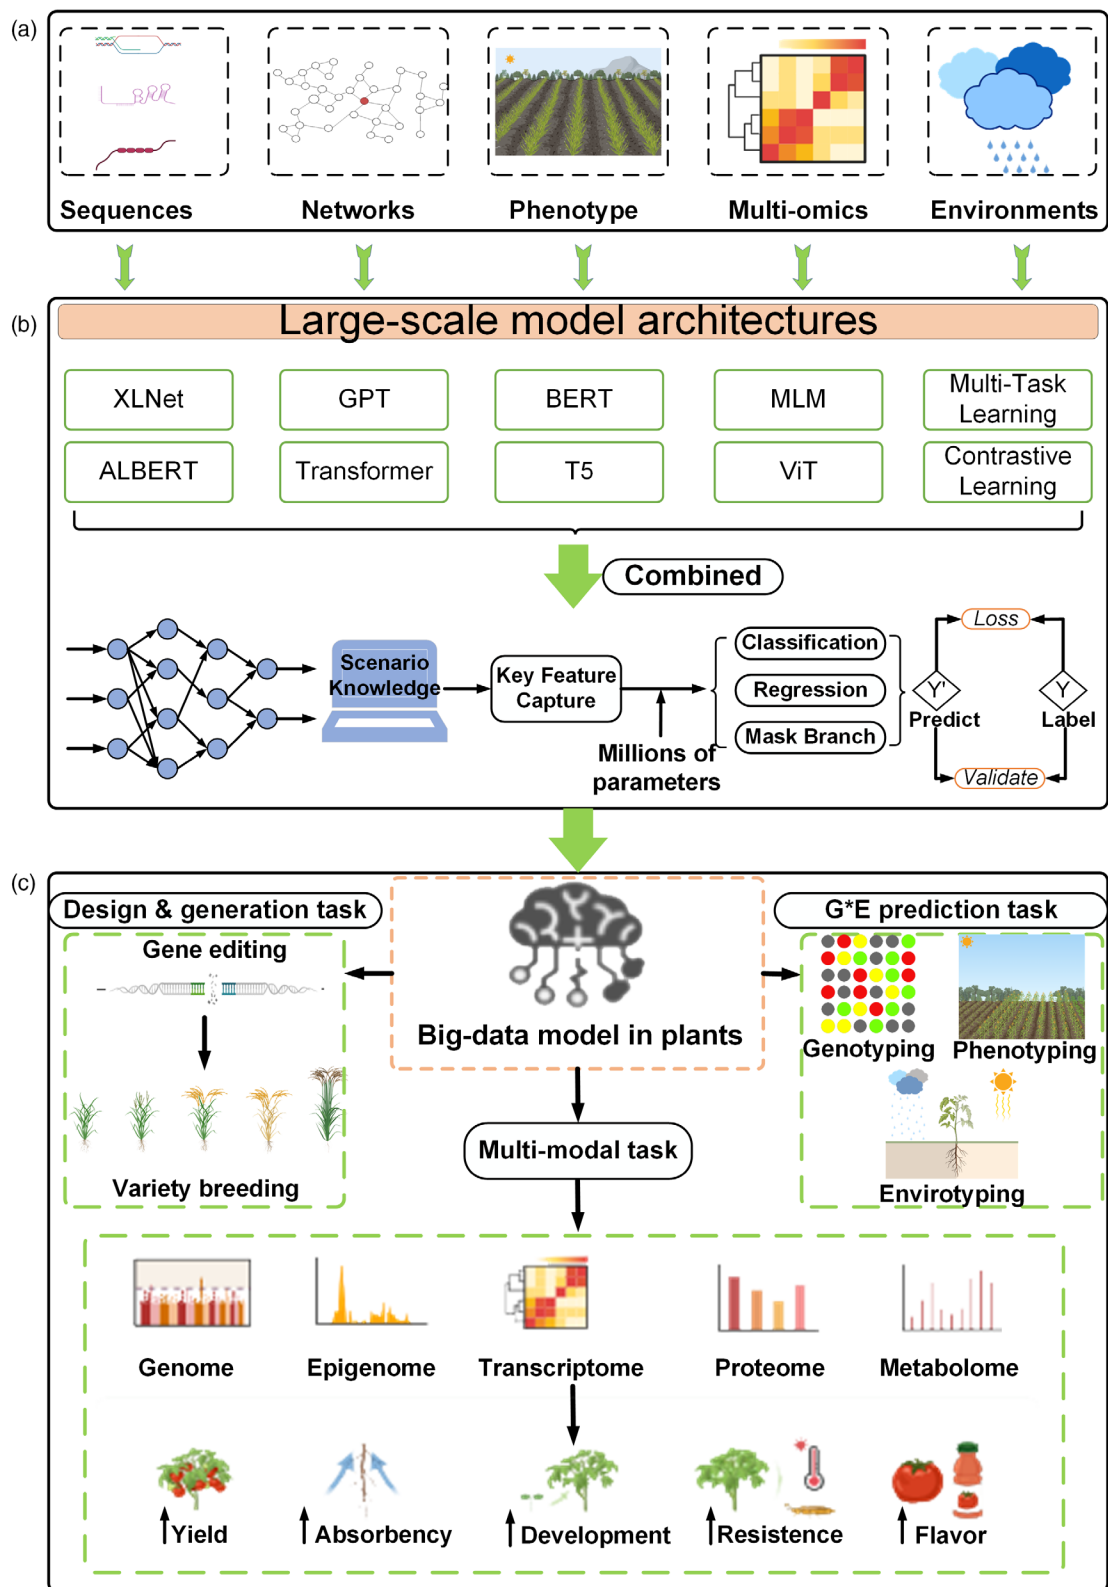 (a)
Sequences
Networks
Phenotype
Multi-omics
Environments
(b)
Large-scale model architectures
XLNet
GPT
BERT
MLM
Multi-Task
Learning
ALBERT
Transformer
T5
ViT
Contrastive
Learning
Combined
Scenario
Knowledge
Key Feature
Capture
Millions of
parameters
Classification
Regression
Mask Branch
Loss
Y'
Predict
Y
Label
Validate
(c)
Design & generation task
Gene editing
Variety breeding
Big-data model in plants
G*E prediction task
Genotyping
Phenotyping
Envirotyping
Multi-modal task
Genome
Epigenome
Transcriptome
Proteome
Metabolome
Yield
Absorbency
Development
Resistence
Flavor